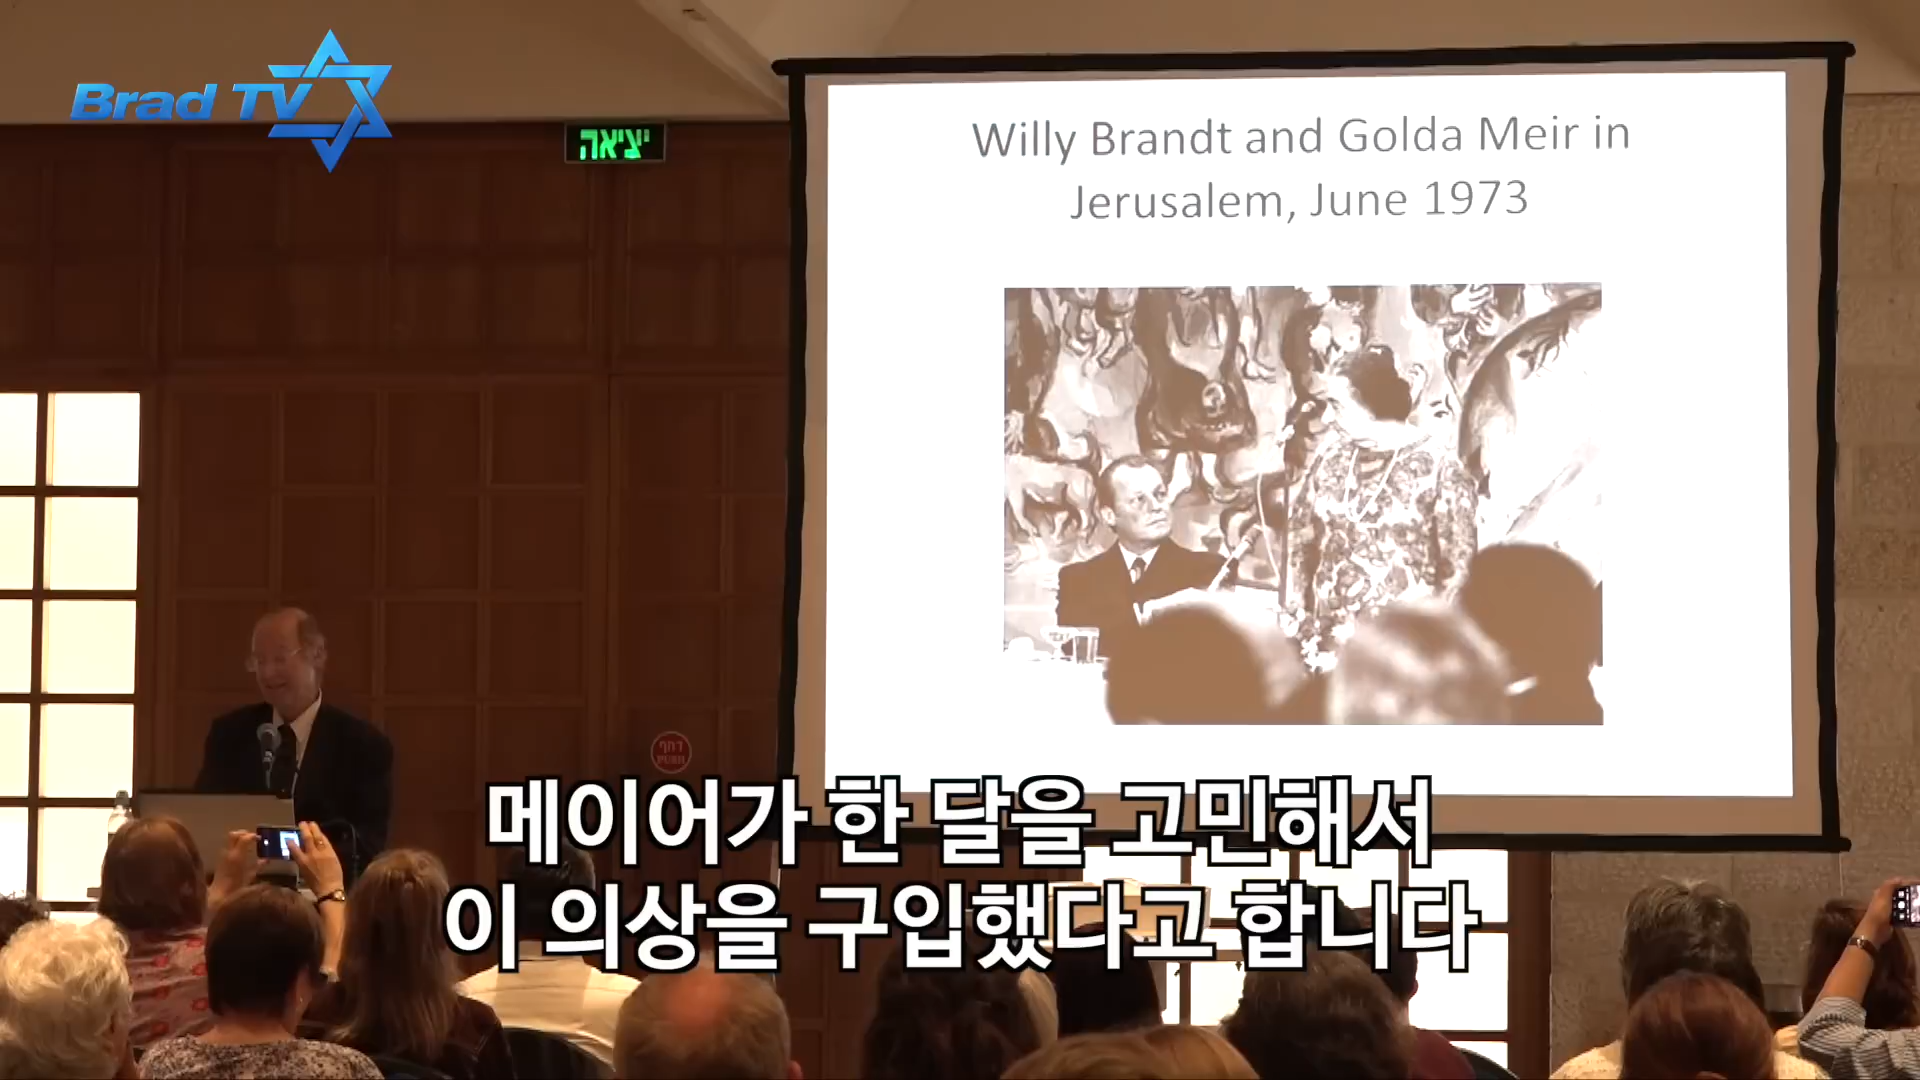 Brad TV
יציאה
Willy Brandt and Golda Meir in
Jerusalem, June 1973
דחף
메이어가 한 달을 고민해서
이 의상을 구입했다고 합니다